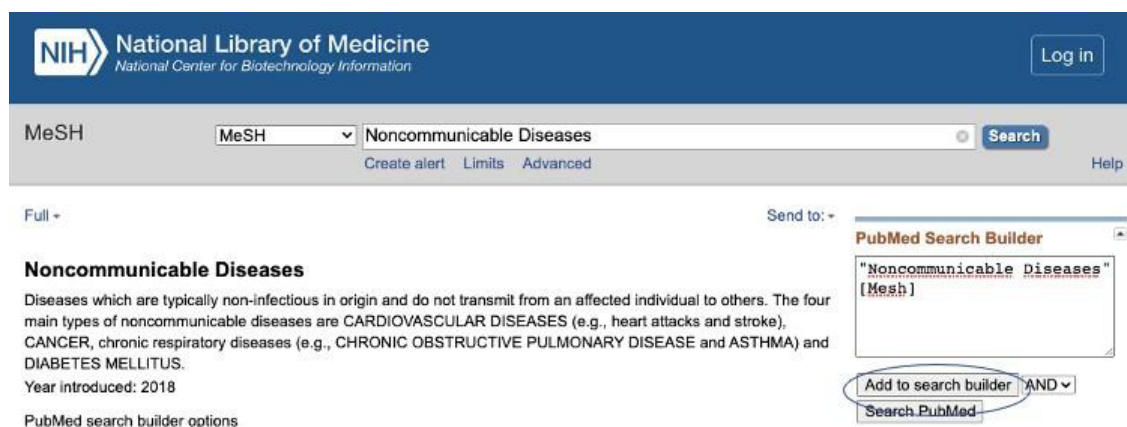 NIH National Library of Medicine
National Center for Biotechnology Information
Log in
MeSH
MeSH
Noncommunicable Diseases
Search
Create alert Limits Advanced
Help
Full
Send to:
Noncommunicable Diseases
Diseases which are typically non-infectious in origin and do not transmit from an affected individual to others. The four
main types of noncommunicable diseases are CARDIOVASCULAR DISEASES (e.g., heart attacks and stroke),
CANCER, chronic respiratory diseases (e.g., CHRONIC OBSTRUCTIVE PULMONARY DISEASE and ASTHMA) and
DIABETES MELLITUS.
Year introduced: 2018
PubMed search builder options
PubMed Search Builder
"Noncommunicable Diseases"
[Mesh]
Add to search builder AND
Search PubMed